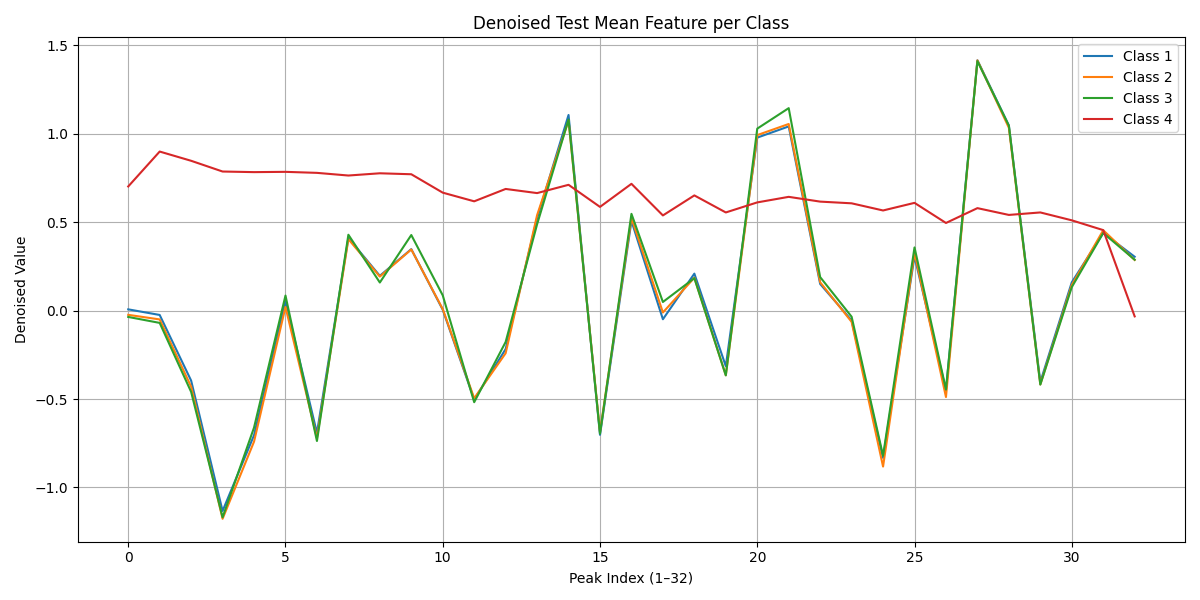 Denoised Test Mean Feature per Class
1.5
1.0
0.5
0.0
−0.5
−1.0
Denoised Value
Class 1
Class 2
Class 3
Class 4
0 5 10 15 20 25 30
Peak Index (1–32)